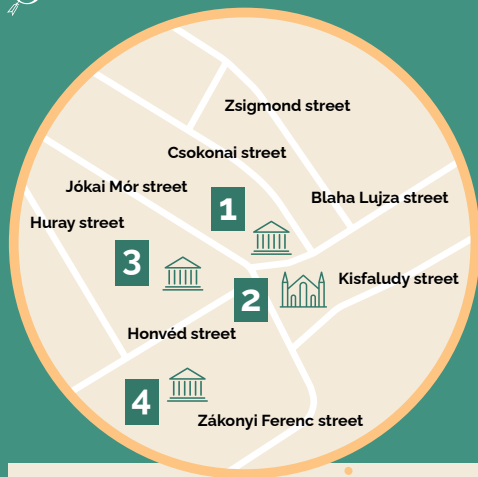 Zsigmond street
Csokonai street
Jókai Mór street
Blaha Lujza street
1
Huray street
3
Kisfaludy street
2
Honvéd street
4
Zákonyi Ferenc street